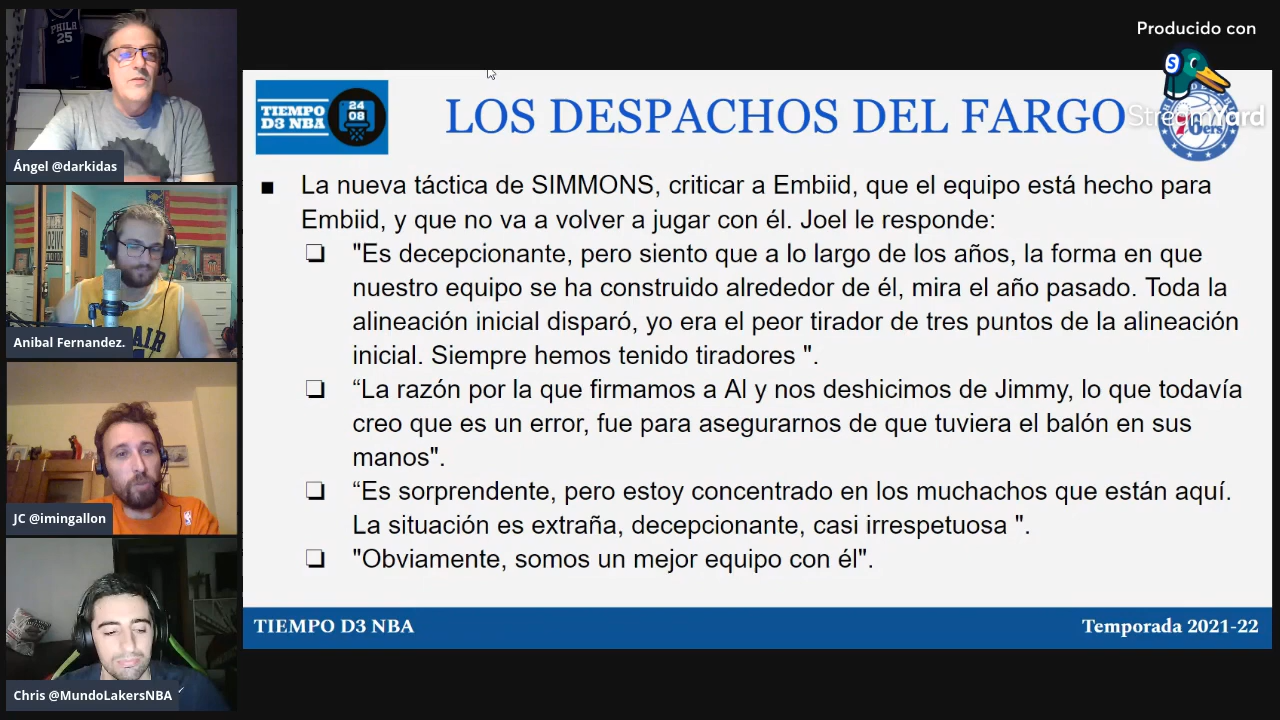 PHILA
25
Ángel @darkidas
Anibal Fernandez.
JC @imingallon
Chris @MundoLakersNBA
Producido con
StreamYard
TIEMPO
D3 NBA
24
08
LOS DESPACHOS DEL FARGO
76ers
■ La nueva táctica de SIMMONS, criticar a Embiid, que el equipo está hecho para
Embiid, y que no va a volver a jugar con él. Joel le responde:
❏ "Es decepcionante, pero siento que a lo largo de los años, la forma en que
nuestro equipo se ha construido alrededor de él, mira el año pasado. Toda la
alineación inicial disparó, yo era el peor tirador de tres puntos de la alineación
inicial. Siempre hemos tenido tiradores ".
❏ “La razón por la que firmamos a Al y nos deshicimos de Jimmy, lo que todavía
creo que es un error, fue para asegurarnos de que tuviera el balón en sus
manos".
❏ “Es sorprendente, pero estoy concentrado en los muchachos que están aquí.
La situación es extraña, decepcionante, casi irrespetuosa ".
❏ "Obviamente, somos un mejor equipo con él".
TIEMPO D3 NBA
Temporada 2021-22